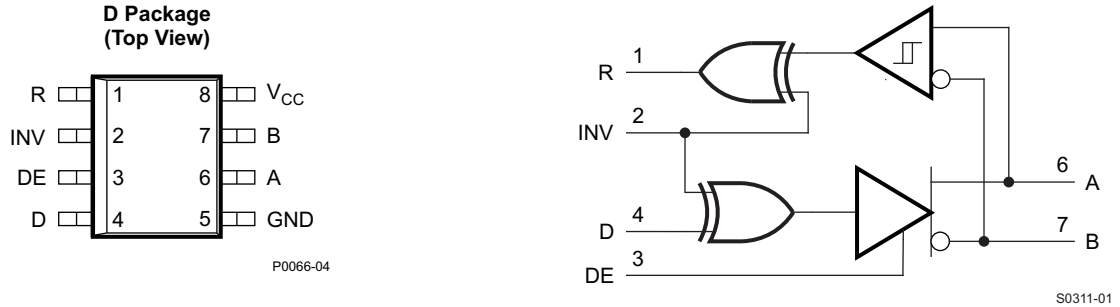 D Package
(Top View)
R 1 8 VCC
INV 2 7 B
DE 3 6 A
D 4 5 GND
P0066-04
R 1
INV 2
D 4
DE 3
6 A
7 B
S0311-01